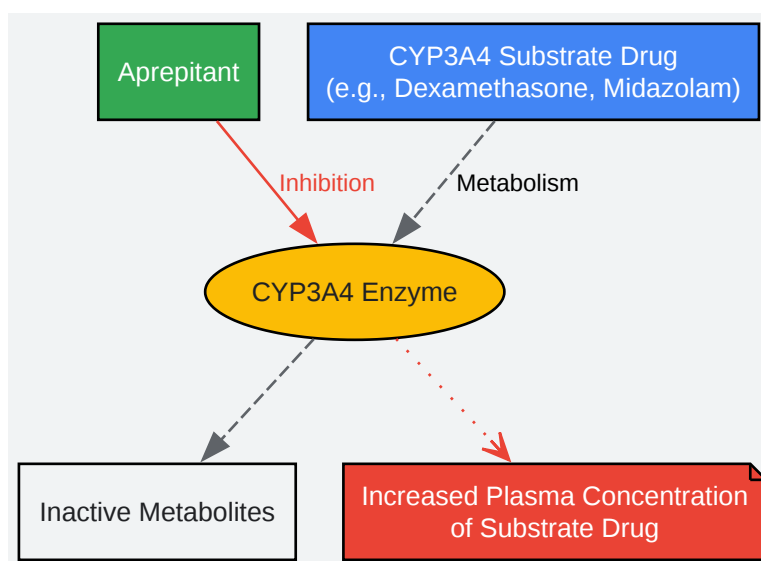 Aprepitant
CYP3A4 Substrate Drug
(e.g., Dexamethasone, Midazolam)
Inhibition
Metabolism
CYP3A4 Enzyme
Inactive Metabolites
Increased Plasma Concentration
of Substrate Drug